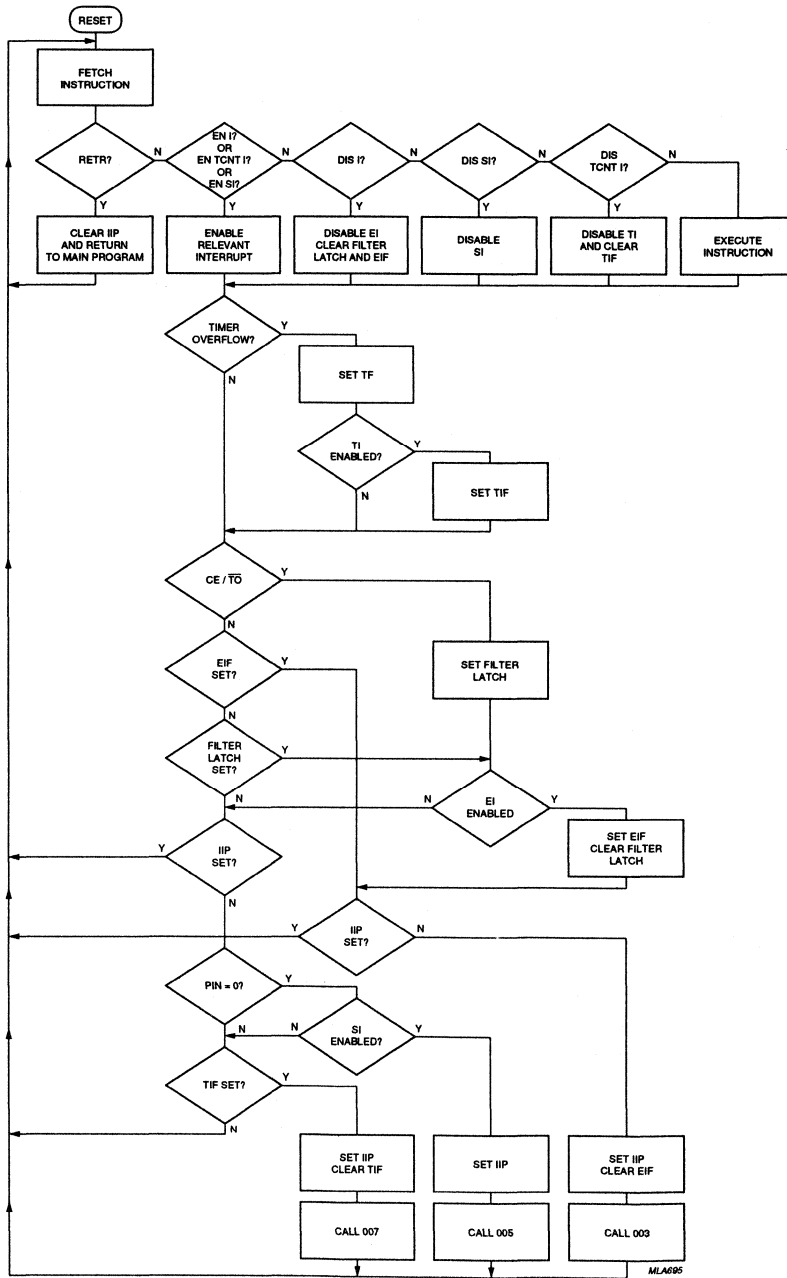 RESET
FETCH
INSTRUCTION
RETR?
N
Y
EN I?
OR
EN TCNT I?
OR
EN SI?
N
Y
DIS I?
N
Y
DIS SI?
N
Y
DIS
TCNT I?
N
Y
CLEAR IIP
AND RETURN
TO MAIN PROGRAM
ENABLE
RELEVANT
INTERRUPT
DISABLE EI
CLEAR FILTER
LATCH AND EIF
DISABLE
SI
DISABLE TI
AND CLEAR
TIF
EXECUTE
INSTRUCTION
TIMER
OVERFLOW?
Y
N
SET TF
TI
ENABLED?
Y
N
SET TIF
CE / T̅O̅
Y
N
EIF
SET?
Y
N
SET FILTER
LATCH
FILTER
LATCH
SET?
Y
N
EI
ENABLED
N
Y
SET EIF
CLEAR FILTER
LATCH
IIP
SET?
Y
N
IIP
SET?
Y
N
PIN = 0?
Y
N
SI
ENABLED?
N
Y
TIF SET?
Y
N
SET IIP
CLEAR TIF
SET IIP
SET IIP
CLEAR EIF
CALL 007
CALL 005
CALL 003
MLA695